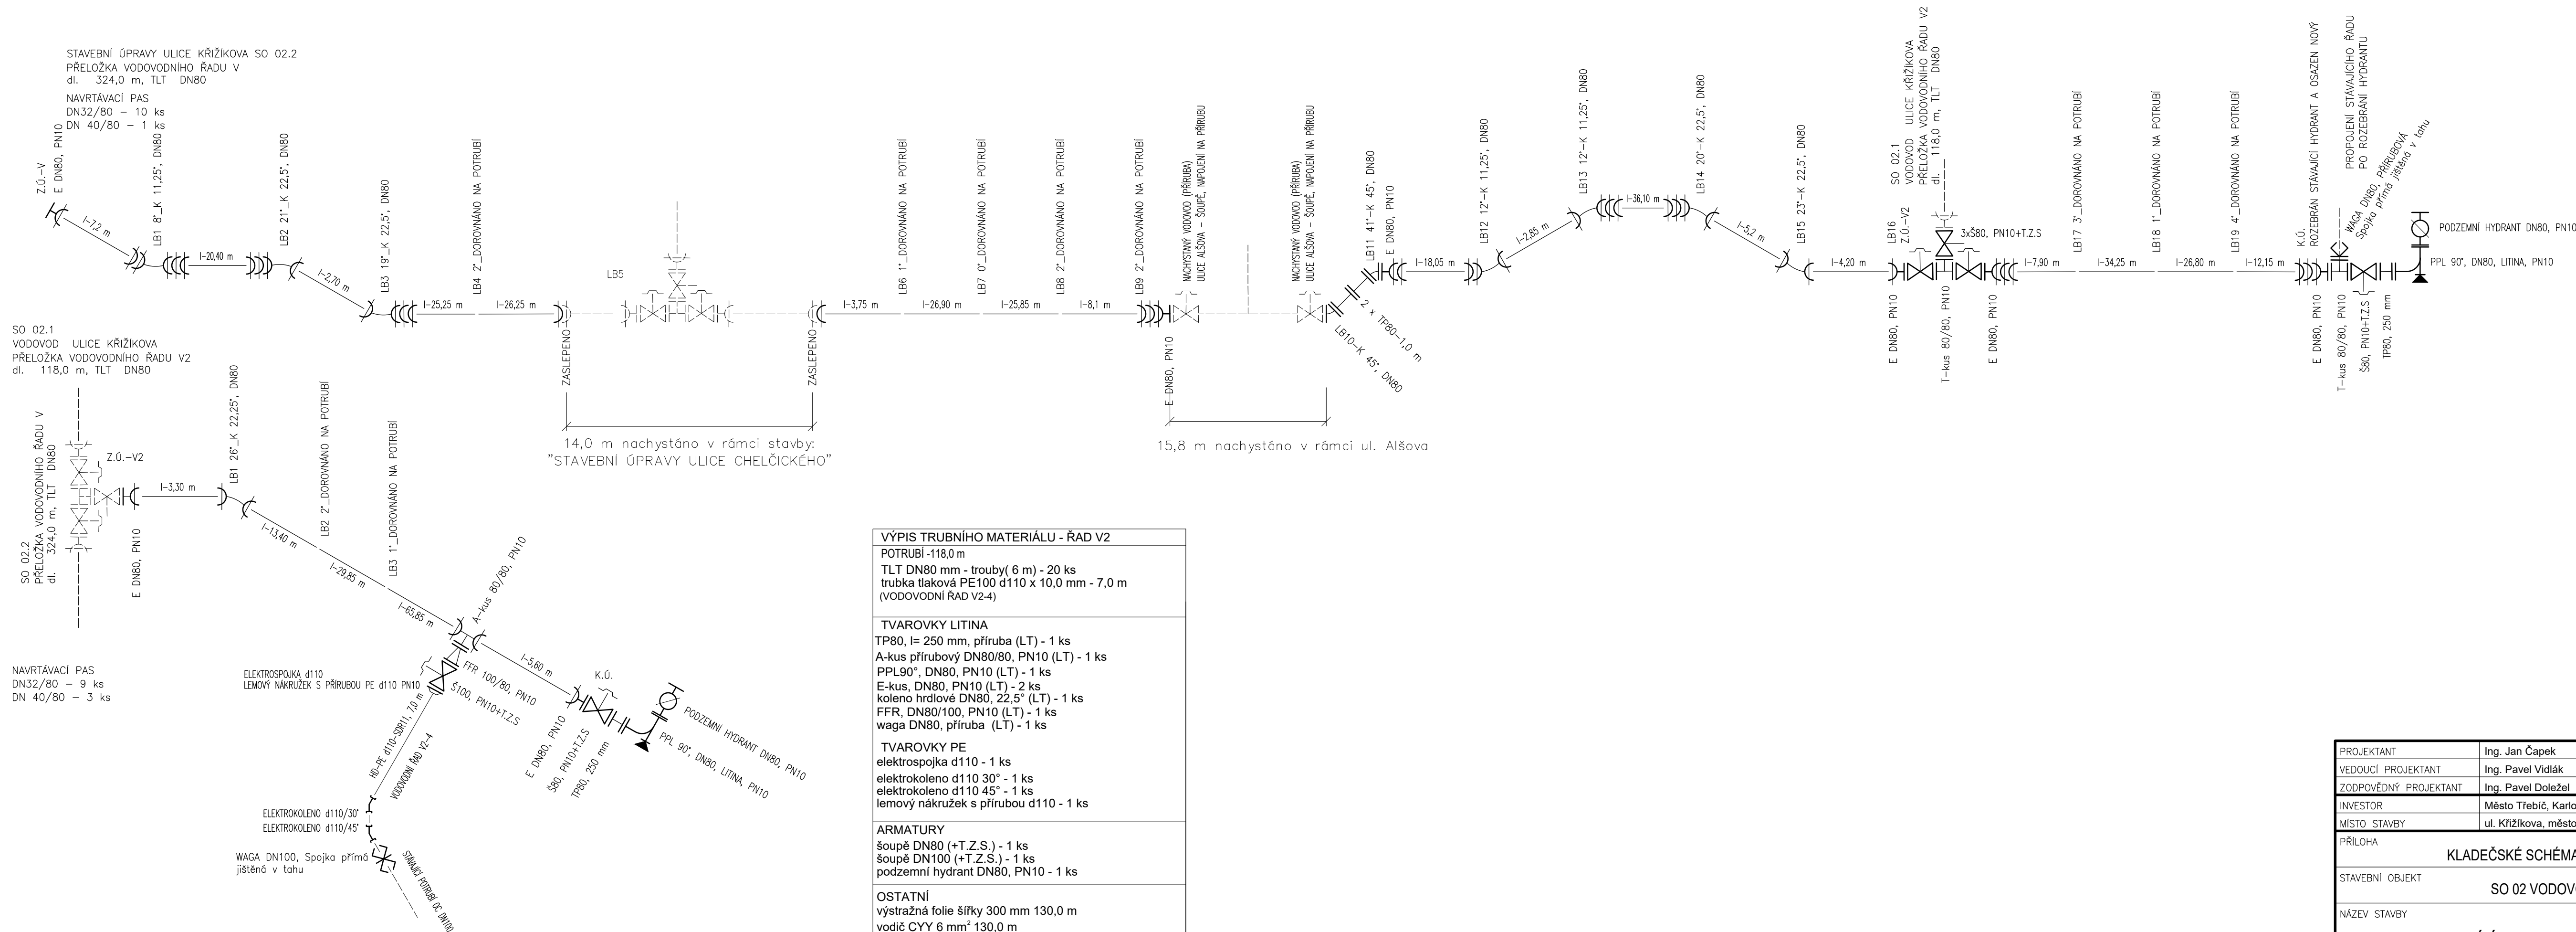 STAVEBNÍ ÚPRAVY ULICE KŘIŽÍKOVA SO 02.2
PŘELOŽKA VODOVODNÍHO ŘADU V
dl. 324,0 m, TLT DN80
NAVRTÁVACÍ PAS
DN32/80 – 10 ks
DN 40/80 – 1 ks
Z.Ú.–V
E DN80, PN10
l–7,2 m
LB1 8°_K 11,25°, DN80
l–20,40 m
LB2 21°_K 22,5°, DN80
l–2,70 m
LB3 19°_K 22,5°, DN80
l–25,25 m
LB4 2°_DOROVNÁNO NA POTRUBÍ
l–26,25 m
ZASLEPENO
LB5
ZASLEPENO
14,0 m nachystáno v rámci stavby:
"STAVEBNÍ ÚPRAVY ULICE CHELČICKÉHO"
l–3,75 m
LB6 1°_DOROVNÁNO NA POTRUBÍ
l–26,90 m
LB7 0°_DOROVNÁNO NA POTRUBÍ
l–25,85 m
LB8 2°_DOROVNÁNO NA POTRUBÍ
l–8,1 m
LB9 2°_DOROVNÁNO NA POTRUBÍ
E DN80, PN10
NACHYSTANÝ VODOVOD (PŘÍRUBA)
ULICE ALŠOVA – ŠOUPĚ, NAPOJENÍ NA PŘÍRUBU
NACHYSTANÝ VODOVOD (PŘÍRUBA)
ULICE ALŠOVA – ŠOUPĚ, NAPOJENÍ NA PŘÍRUBU
15,8 m nachystáno v rámci ul. Alšova
LB10–K 45°, DN80
2 x TP80–1,0 m
LB11 41°–K 45°, DN80
E DN80, PN10
l–18,05 m
LB12 12°–K 11,25°, DN80
l–2,85 m
LB13 12°–K 11,25°, DN80
l–36,10 m
LB14 20°–K 22,5°, DN80
l–5,2 m
LB15 23°–K 22,5°, DN80
l–4,20 m
LB16
Z.Ú.–V2
SO 02.1
VODOVOD ULICE KŘIŽÍKOVA
PŘELOŽKA VODOVODNÍHO ŘADU V2
dl. 118,0 m, TLT DN80
3xŠ80, PN10+T.Z.S
E DN80, PN10
T–kus 80/80, PN10
E DN80, PN10
l–7,90 m
LB17 3°_DOROVNÁNO NA POTRUBÍ
l–34,25 m
LB18 1°_DOROVNÁNO NA POTRUBÍ
l–26,80 m
LB19 4°_DOROVNÁNO NA POTRUBÍ
l–12,15 m
K.Ú.
ROZEBRÁN STÁVAJÍCÍ HYDRANT A OSAZEN NOVÝ
PROPOJENÍ STÁVAJÍCÍHO ŘADU
PO ROZEBRÁNÍ HYDRANTU
WAGA DN80, PŘÍRUBOVÁ
Spojka přímá jištěná v tahu
E DN80, PN10
T–kus 80/80, PN10
Š80, PN10+T.Z.S
TP80, 250 mm
PODZEMNÍ HYDRANT DN80, PN10
PPL 90°, DN80, LITINA, PN10
SO 02.1
VODOVOD ULICE KŘIŽÍKOVA
PŘELOŽKA VODOVODNÍHO ŘADU V2
dl. 118,0 m, TLT DN80
SO 02.2
PŘELOŽKA VODOVODNÍHO ŘADU V
dl. 324,0 m, TLT DN80
Z.Ú.–V2
E DN80, PN10
l–3,30 m
LB1 26°_K 22,25°, DN80
l–13,40 m
LB2 2°_DOROVNÁNO NA POTRUBÍ
l–29,85 m
LB3 1°_DOROVNÁNO NA POTRUBÍ
l–65,85 m
A–kus 80/80, PN10
l–5,60 m
K.Ú.
NAVRTÁVACÍ PAS
DN32/80 – 9 ks
DN 40/80 – 3 ks
ELEKTROSPOJKA d110
LEMOVÝ NÁKRUŽEK S PŘÍRUBOU PE d110 PN10
FFR 100/80, PN10
Š100, PN10+T.Z.S
E DN80, PN10
Š80, PN10+T.Z.S
TP80, 250 mm
PODZEMNÍ HYDRANT DN80, PN10
PPL 90°, DN80, LITINA, PN10
HD–PE d110–SDR11, 7,0 m
VODOVODNÍ ŘAD V2–4
ELEKTROKOLENO d110/30°
ELEKTROKOLENO d110/45°
WAGA DN100, Spojka přímá
jištěná v tahu
STÁVAJÍCÍ POTRUBÍ OC DN100
VÝPIS TRUBNÍHO MATERIÁLU - ŘAD V2
POTRUBÍ -118,0 m
TLT DN80 mm - trouby( 6 m) - 20 ks
trubka tlaková PE100 d110 x 10,0 mm - 7,0 m
(VODOVODNÍ ŘAD V2-4)
TVAROVKY LITINA
TP80, l= 250 mm, příruba (LT) - 1 ks
A-kus přírubový DN80/80, PN10 (LT) - 1 ks
PPL90°, DN80, PN10 (LT) - 1 ks
E-kus, DN80, PN10 (LT) - 2 ks
koleno hrdlové DN80, 22,5° (LT) - 1 ks
FFR, DN80/100, PN10 (LT) - 1 ks
waga DN80, příruba (LT) - 1 ks
TVAROVKY PE
elektrospojka d110 - 1 ks
elektrokoleno d110 30° - 1 ks
elektrokoleno d110 45° - 1 ks
lemový nákružek s přírubou d110 - 1 ks
ARMATURY
šoupě DN80 (+T.Z.S.) - 1 ks
šoupě DN100 (+T.Z.S.) - 1 ks
podzemní hydrant DN80, PN10 - 1 ks
OSTATNÍ
výstražná folie šířky 300 mm 130,0 m
vodič CYY 6 mm² 130,0 m
PROJEKTANT Ing. Jan Čapek
VEDOUCÍ PROJEKTANT Ing. Pavel Vidlák
ZODPOVĚDNÝ PROJEKTANT Ing. Pavel Doležel
INVESTOR Město Třebíč, Karlo
MÍSTO STAVBY ul. Křižíkova, město
PŘÍLOHA
KLADEČSKÉ SCHÉMA
STAVEBNÍ OBJEKT
SO 02 VODOV
NÁZEV STAVBY